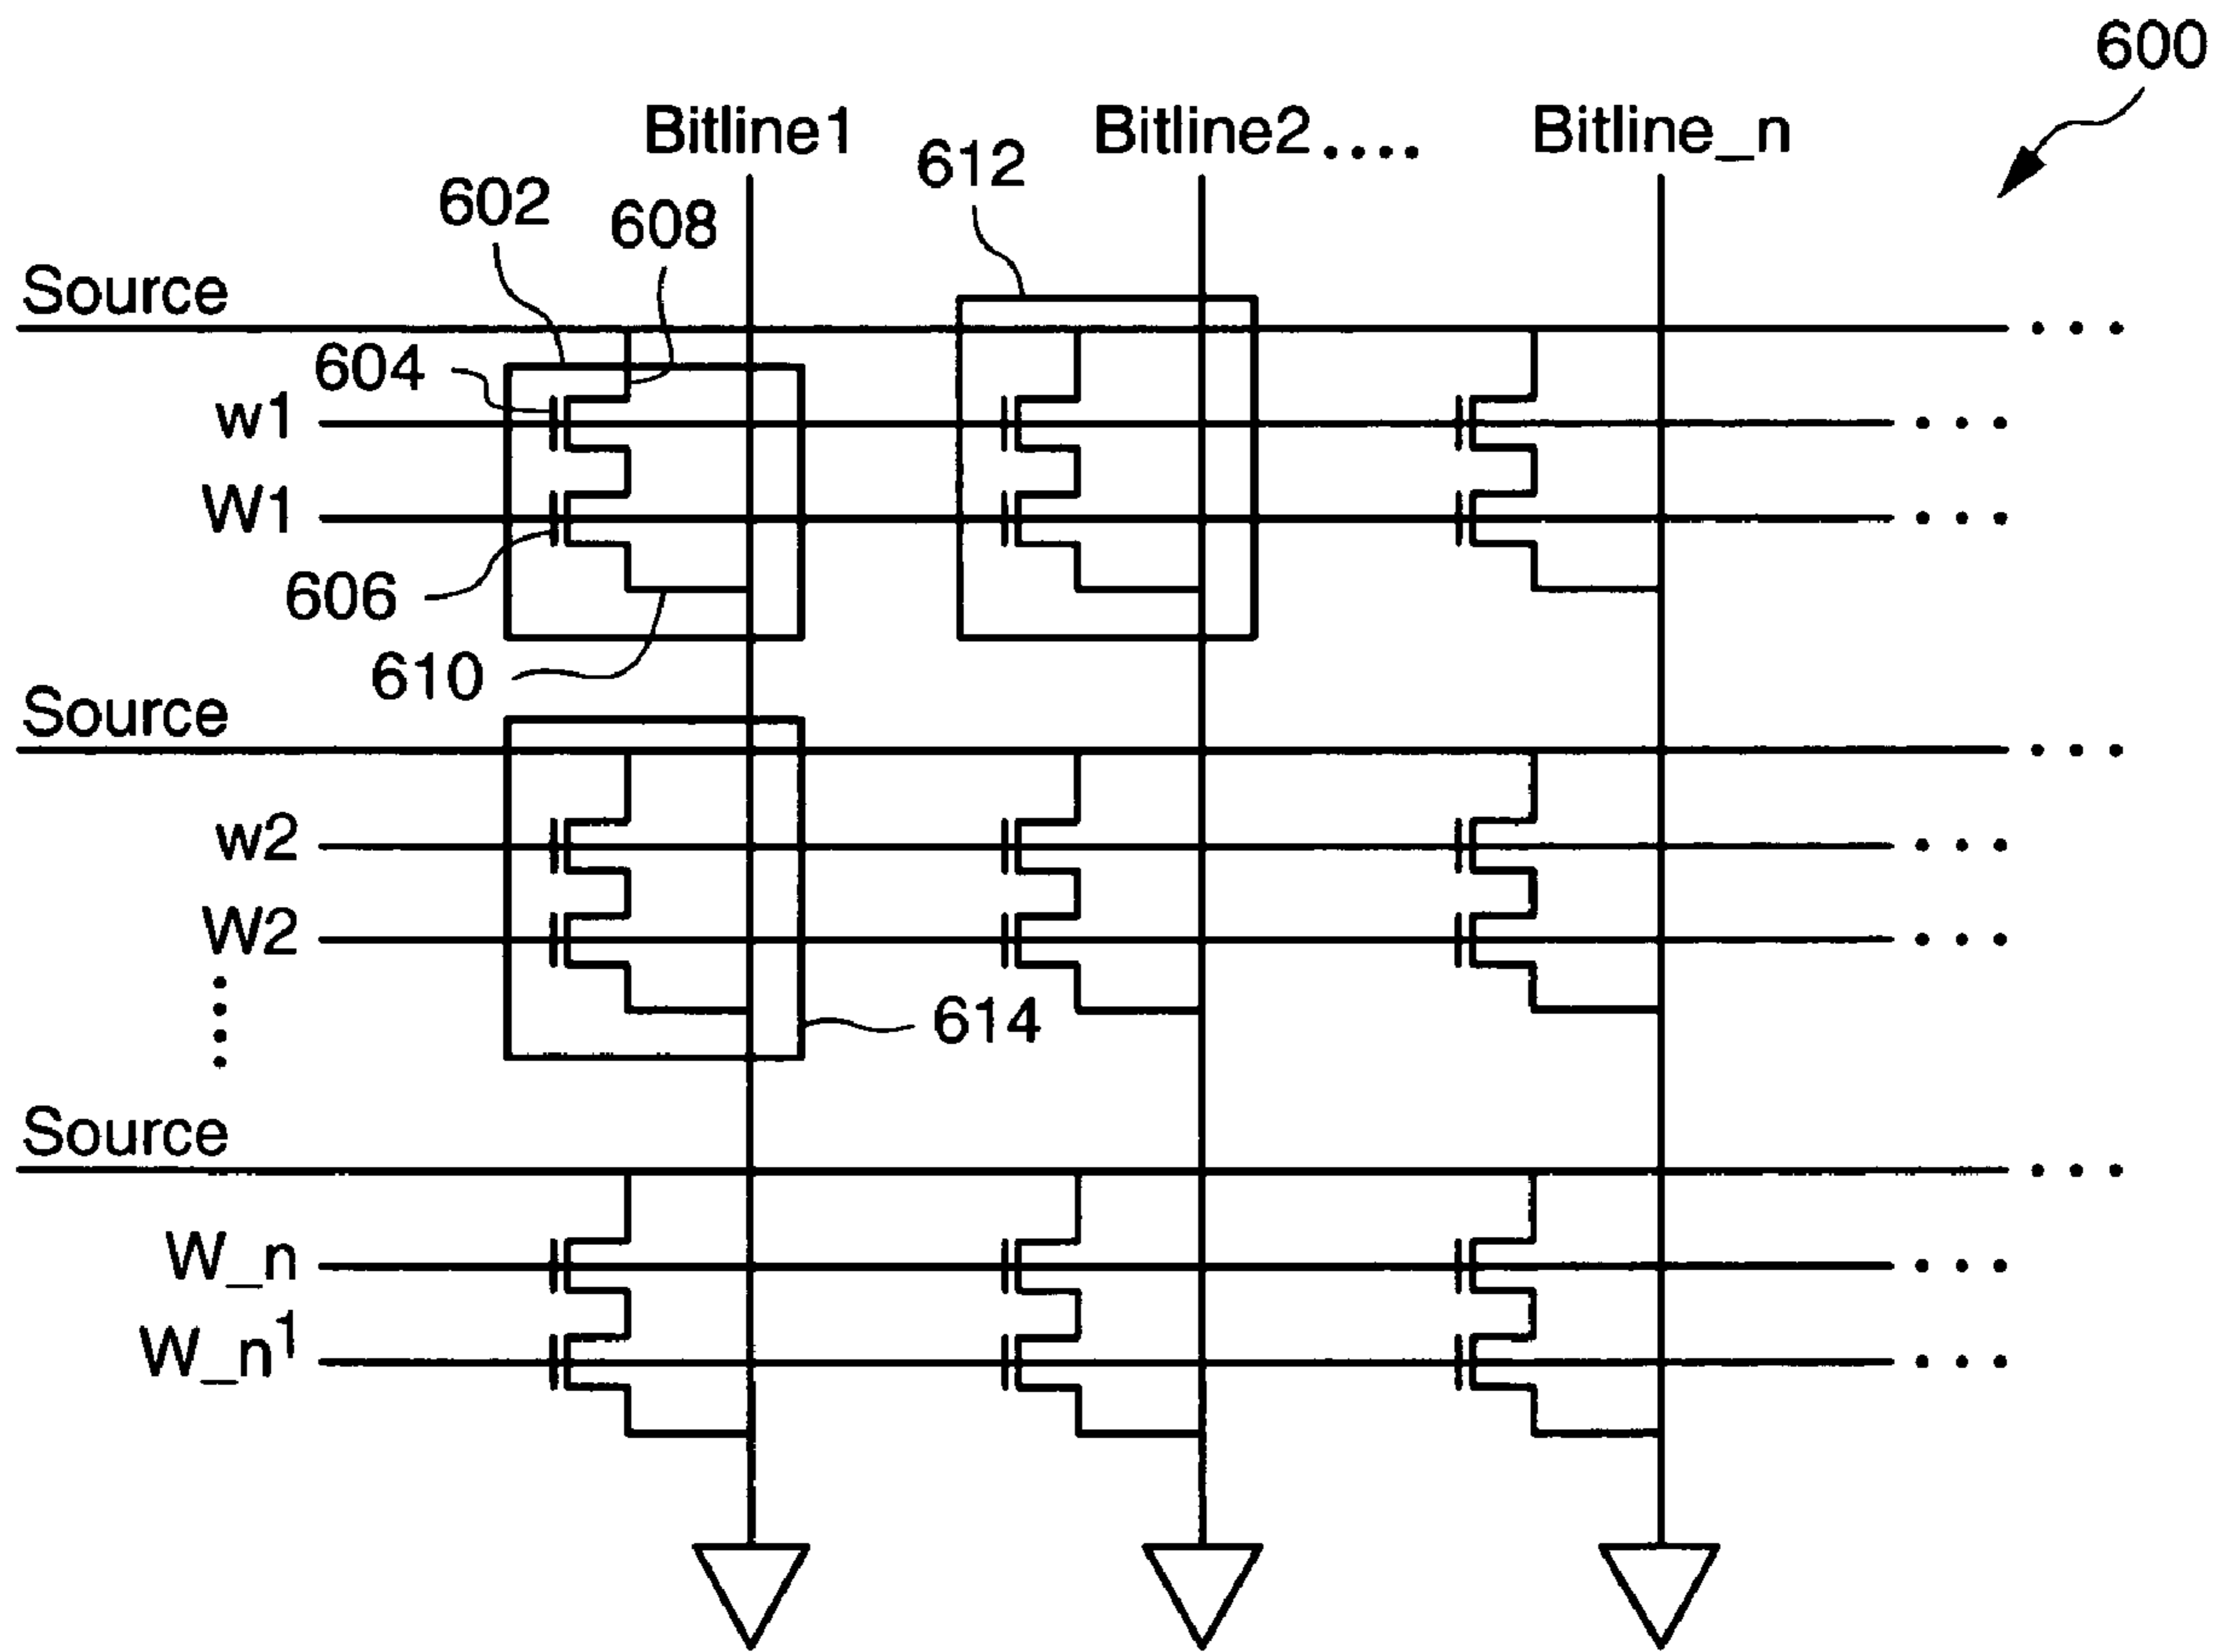 600
Bitline1 Bitline2.... Bitline_n
612
602
608
Source
604
w1
W1
606
610
Source
w2
W2
614
Source
W_n
W_n¹